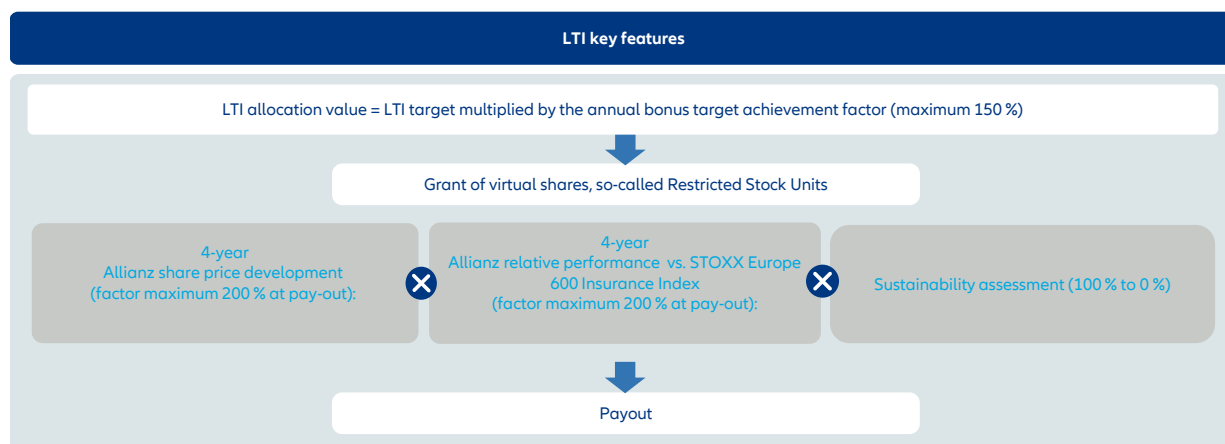 LTI key features
LTI allocation value = LTI target multiplied by the annual bonus target achievement factor (maximum 150 %)
Grant of virtual shares, so-called Restricted Stock Units
4-year
Allianz share price development
(factor maximum 200 % at pay-out):
4-year
Allianz relative performance vs. STOXX Europe
600 Insurance Index
(factor maximum 200 % at pay-out):
Sustainability assessment (100 % to 0 %)
Payout